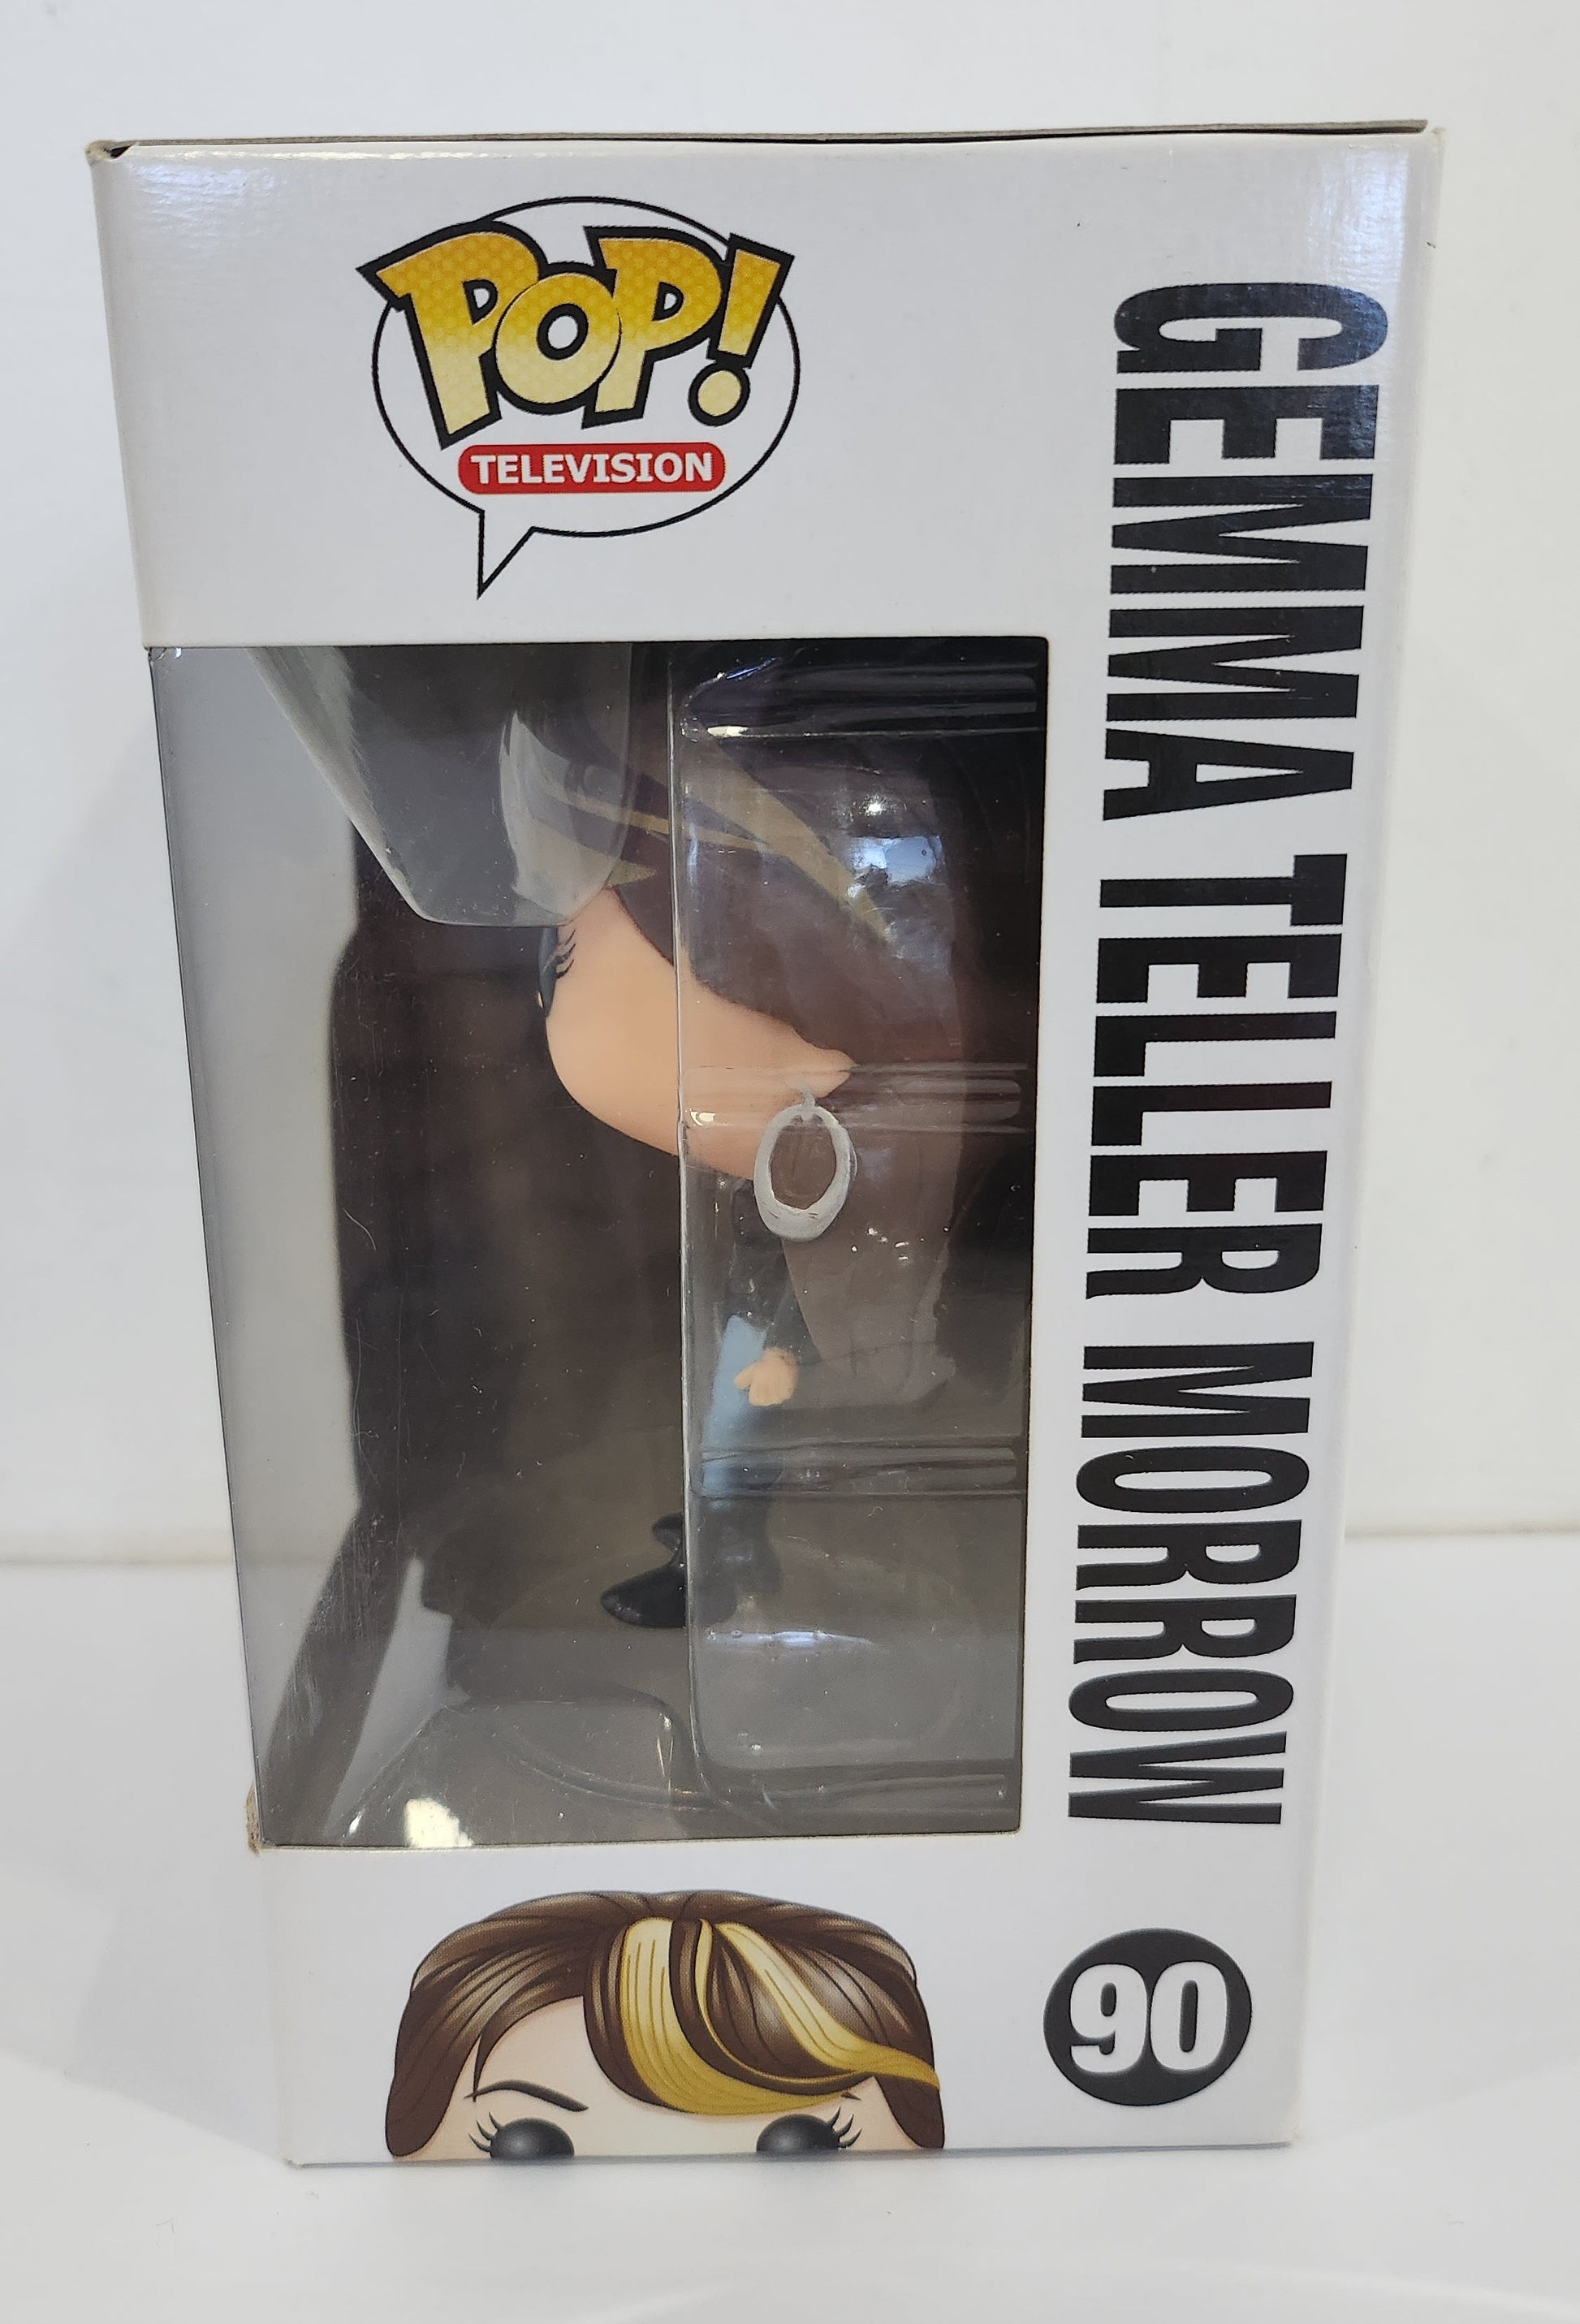 POP!
TELEVISION
GEMMA TELLER MORROW
90